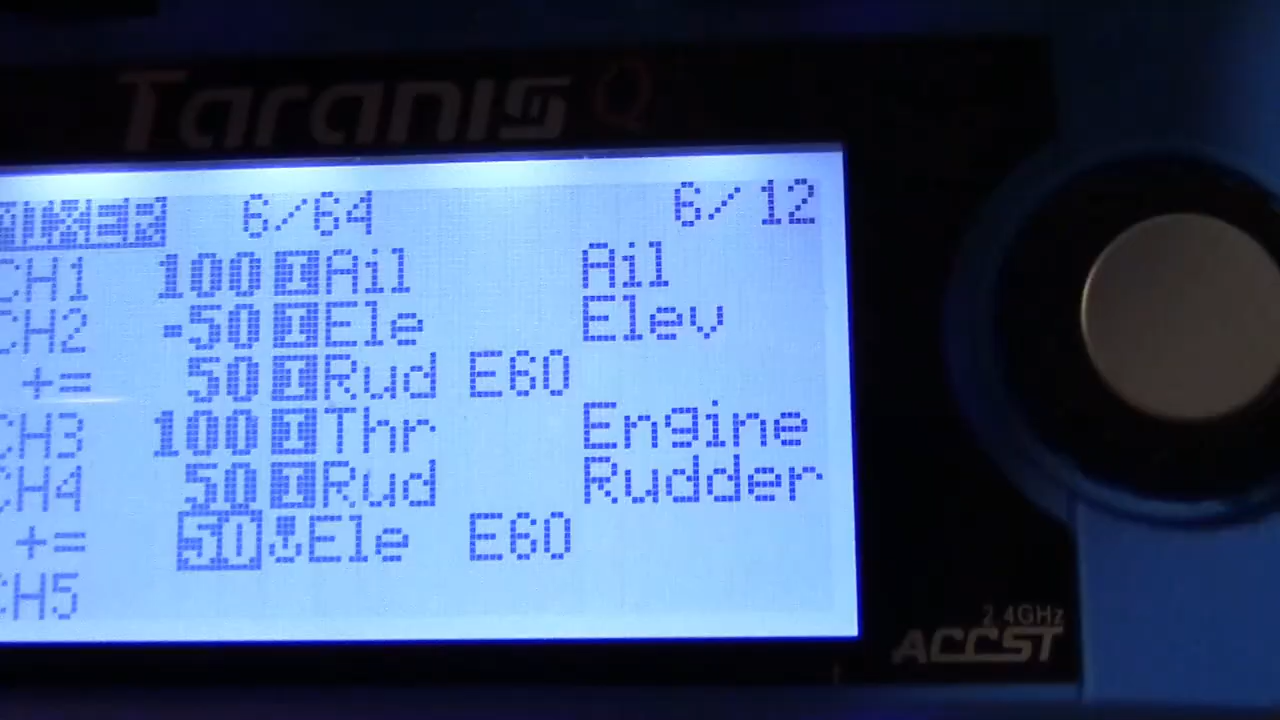 Taranis Q
MIXER 6/64 6/12
CH1 100 Ail Ail
CH2 -50 Ele Elev
+= 50 Rud E60
CH3 100 Thr Engine
CH4 50 Rud Rudder
+= Ele E60
CH5
2.4GHz
ACCST